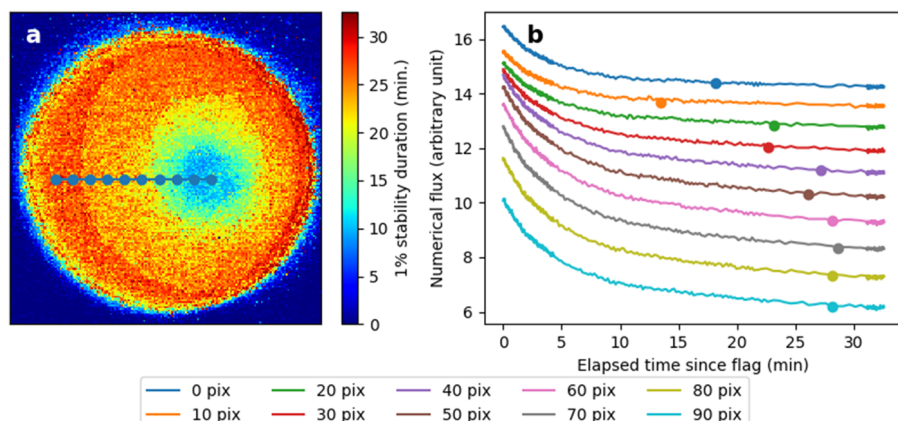 a
30
25
20
15
10
5
0
1% stability duration (min.)
b
16
14
12
10
8
6
Numerical flux (arbitrary unit)
0 5 10 15 20 25 30
Elapsed time since flag (min)
0 pix 20 pix 40 pix 60 pix 80 pix
10 pix 30 pix 50 pix 70 pix 90 pix